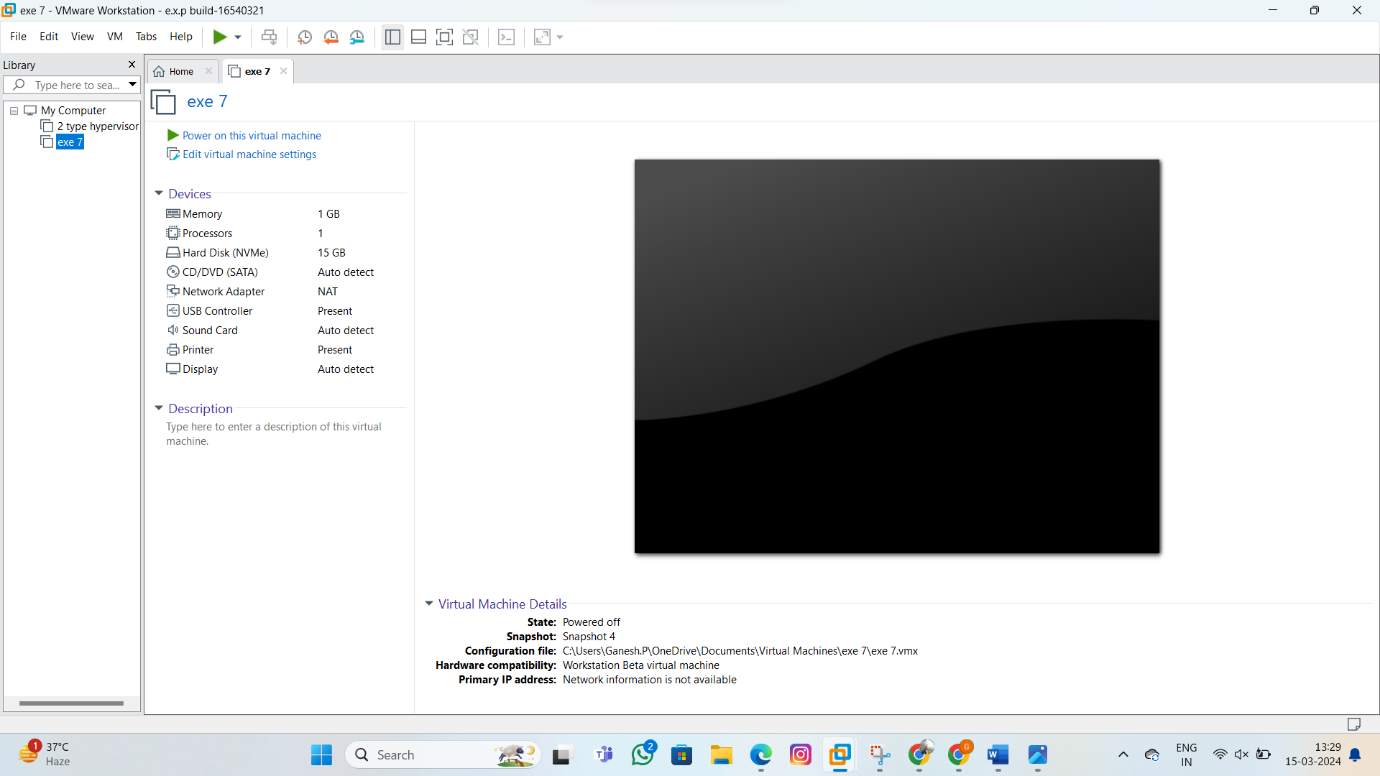 exe 7 - VMware Workstation - e.x.p build-16540321
File Edit View VM Tabs Help
Library
Type here to sea...
My Computer
2 type hypervisor
exe 7
Home
exe 7
exe 7
Power on this virtual machine
Edit virtual machine settings
Devices
Memory 1 GB
Processors 1
Hard Disk (NVMe) 15 GB
CD/DVD (SATA) Auto detect
Network Adapter NAT
USB Controller Present
Sound Card Auto detect
Printer Present
Display Auto detect
Description
Type here to enter a description of this virtual
machine.
Virtual Machine Details
State: Powered off
Snapshot: Snapshot 4
Configuration file: C:\Users\Ganesh.P\OneDrive\Documents\Virtual Machines\exe 7\exe 7.vmx
Hardware compatibility: Workstation Beta virtual machine
Primary IP address: Network information is not available
1
37°C
Haze
Search
2
G
W
ENG
IN
13:29
15-03-2024